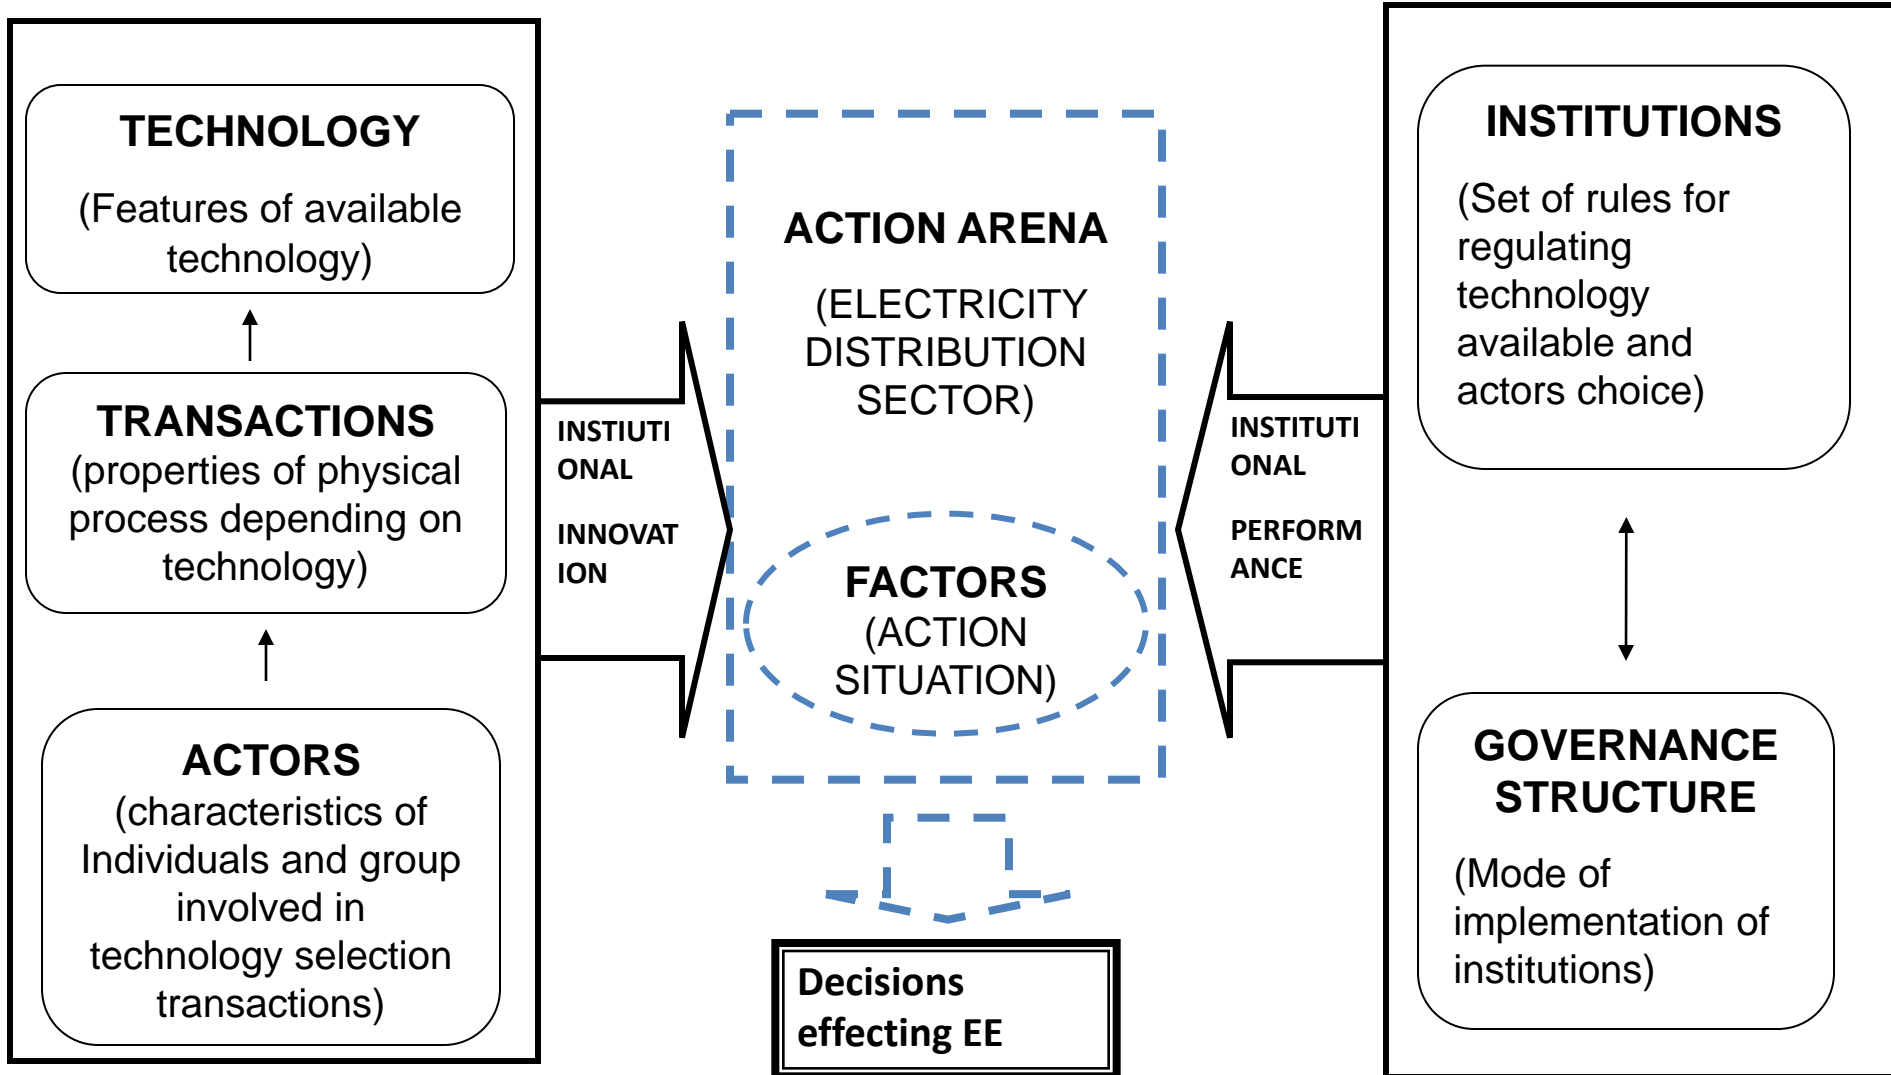 TECHNOLOGY
(Features of available
technology)
TRANSACTIONS
(properties of physical
process depending on
technology)
ACTORS
(characteristics of
Individuals and group
involved in
technology selection
transactions)
INSTIUTI
ONAL
INNOVAT
ION
ACTION ARENA
(ELECTRICITY
DISTRIBUTION
SECTOR)
FACTORS
(ACTION
SITUATION)
Decisions
effecting EE
INSTITUTI
ONAL
PERFORM
ANCE
INSTITUTIONS
(Set of rules for
regulating
technology
available and
actors choice)
GOVERNANCE
STRUCTURE
(Mode of
implementation of
institutions)